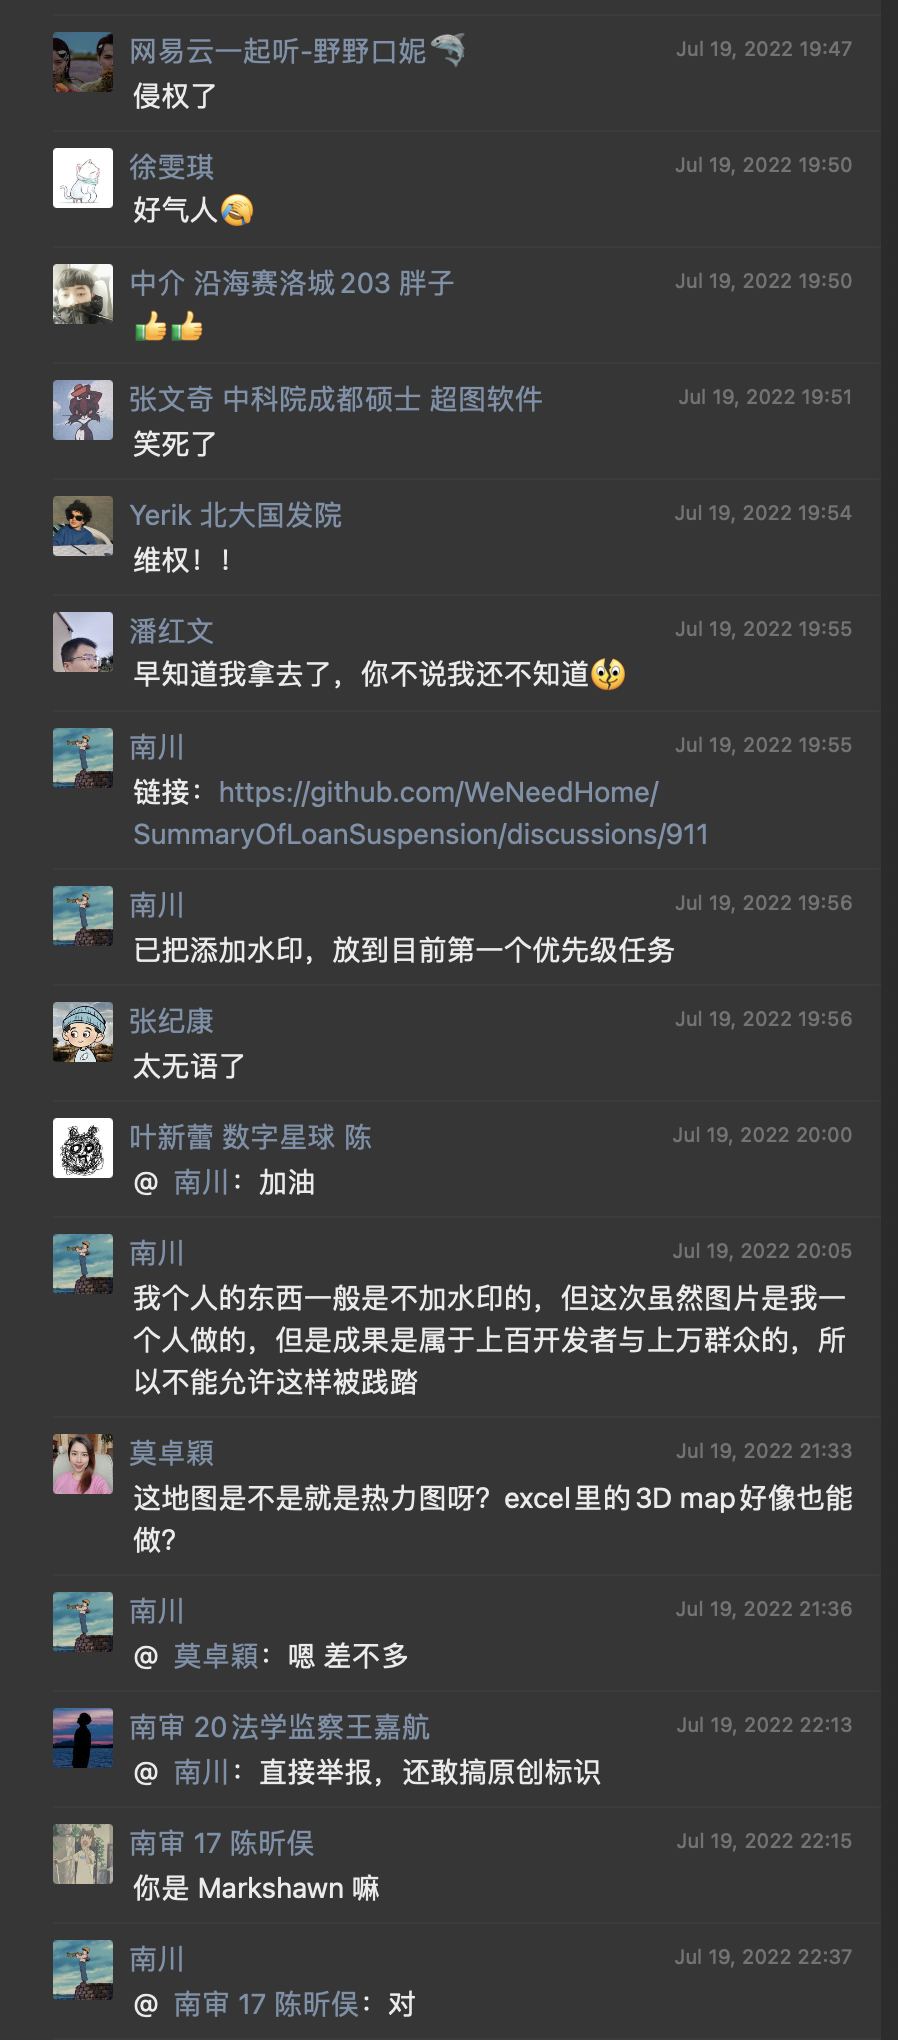 网易云一起听-野野口妮🐬 Jul 19, 2022 19:47
侵权了
徐雯琪 Jul 19, 2022 19:50
好气人🤣
中介 沿海赛洛城203 胖子 Jul 19, 2022 19:50
👍👍
张文奇 中科院成都硕士 超图软件 Jul 19, 2022 19:51
笑死了
Yerik 北大国发院 Jul 19, 2022 19:54
维权！！
潘红文 Jul 19, 2022 19:55
早知道我拿去了，你不说我还不知道
南川 Jul 19, 2022 19:55
链接：https://github.com/WeNeedHome/
SummaryOfLoanSuspension/discussions/911
南川 Jul 19, 2022 19:56
已把添加水印，放到目前第一个优先级任务
张纪康 Jul 19, 2022 19:56
太无语了
叶新蕾 数字星球 陈 Jul 19, 2022 20:00
@ 南川：加油
南川 Jul 19, 2022 20:05
我个人的东西一般是不加水印的，但这次虽然图片是我一
个人做的，但是成果是属于上百开发者与上万群众的，所
以不能允许这样被践踏
莫卓穎 Jul 19, 2022 21:33
这地图是不是就是热力图呀？excel里的3D map好像也能
做？
南川 Jul 19, 2022 21:36
@ 莫卓穎：嗯 差不多
南审 20法学监察王嘉航 Jul 19, 2022 22:13
@ 南川：直接举报，还敢搞原创标识
南审 17 陈昕俣 Jul 19, 2022 22:15
你是 Markshawn 嘛
南川 Jul 19, 2022 22:37
@ 南审 17 陈昕俣：对